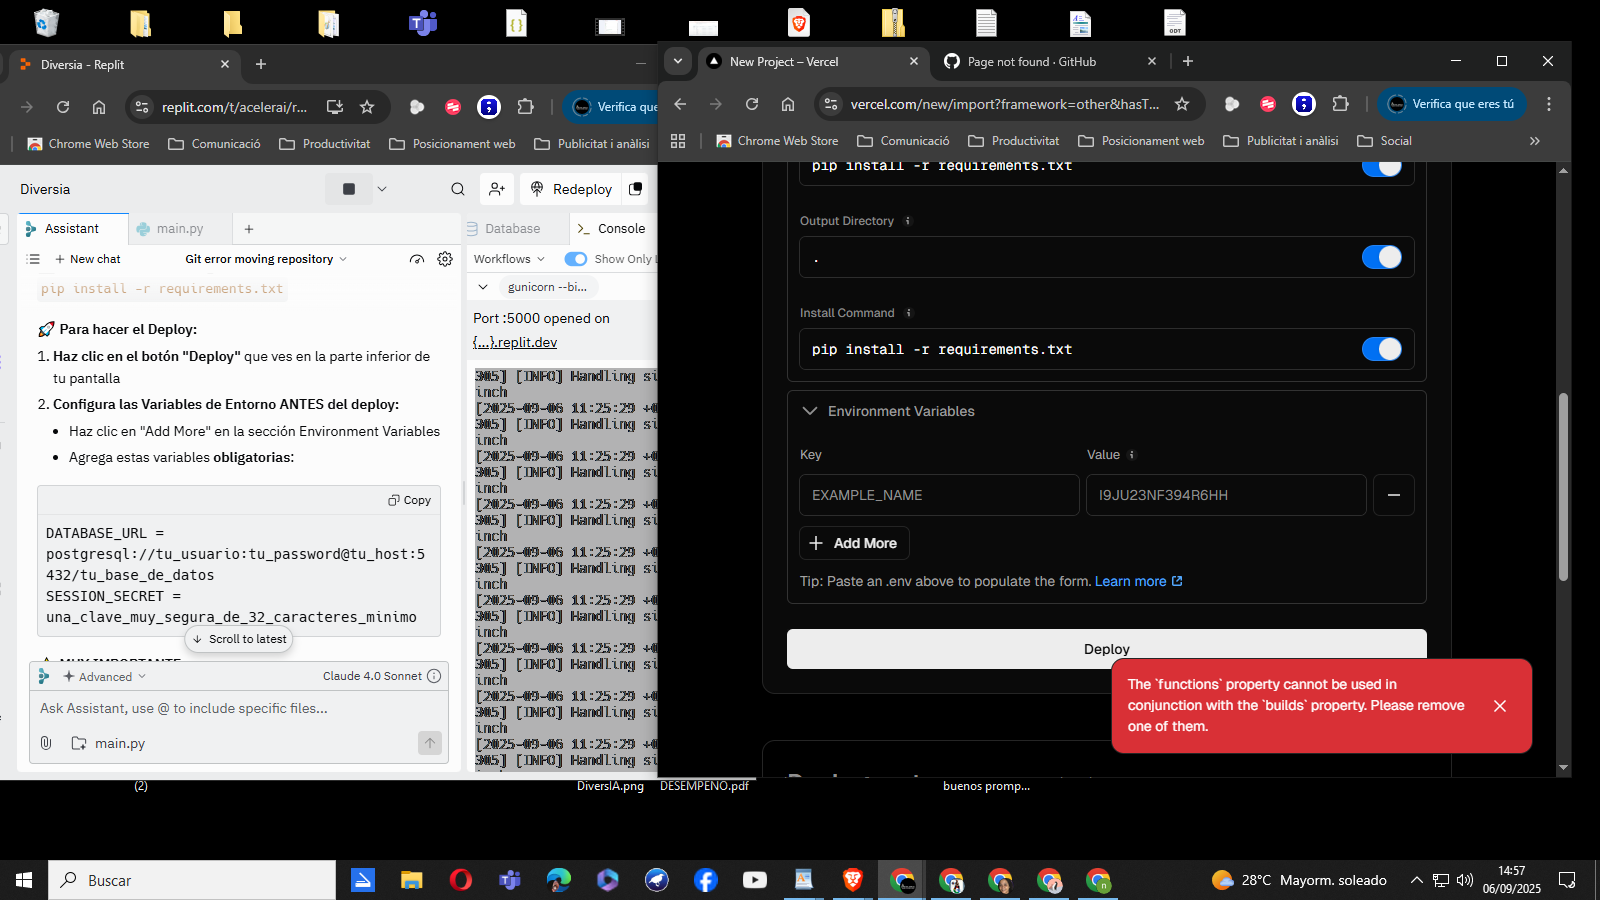 Diversia - Replit
replit.com/t/acelerai/r...
Verifica que
Chrome Web Store
Comunicació
Productivitat
Posicionament web
Publicitat i anàlisi
Diversia
Redeploy
Assistant
main.py
Database
Console
New chat
Git error moving repository
Workflows
Show Only L
pip install -r requirements.txt
gunicorn --bi...
Port :5000 opened on
{...}.replit.dev
🚀 Para hacer el Deploy:
1. Haz clic en el botón "Deploy" que ves en la parte inferior de
tu pantalla
2. Configura las Variables de Entorno ANTES del deploy:
• Haz clic en "Add More" en la sección Environment Variables
• Agrega estas variables obligatorias:
Copy
DATABASE_URL =
postgresql://tu_usuario:tu_password@tu_host:5
432/tu_base_de_datos
SESSION_SECRET =
una_clave_muy_segura_de_32_caracteres_minimo
Scroll to latest
Advanced
Claude 4.0 Sonnet
Ask Assistant, use @ to include specific files...
main.py
305] [INFO] Handling si
inch
[2025-09-06 11:25:29 +0
305] [INFO] Handling si
inch
[2025-09-06 11:25:29 +0
305] [INFO] Handling si
inch
[2025-09-06 11:25:29 +0
305] [INFO] Handling si
inch
[2025-09-06 11:25:29 +0
305] [INFO] Handling si
inch
[2025-09-06 11:25:29 +0
305] [INFO] Handling si
inch
[2025-09-06 11:25:29 +0
305] [INFO] Handling si
inch
[2025-09-06 11:25:29 +0
305] [INFO] Handling si
inch
[2025-09-06 11:25:29 +0
305] [INFO] Handling si
inch
New Project – Vercel
Page not found · GitHub
vercel.com/new/import?framework=other&hasT...
Verifica que eres tú
Chrome Web Store
Comunicació
Productivitat
Posicionament web
Publicitat i anàlisi
Social
pip install -r requirements.txt
Output Directory
.
Install Command
pip install -r requirements.txt
Environment Variables
Key
Value
EXAMPLE_NAME
I9JU23NF394R6HH
Add More
Tip: Paste an .env above to populate the form. Learn more
Deploy
The `functions` property cannot be used in
conjunction with the `builds` property. Please remove
one of them.
(2)
DiversIA.png
DESEMPEÑO.pdf
buenos promp...
Buscar
28°C Mayorm. soleado
14:57
06/09/2025